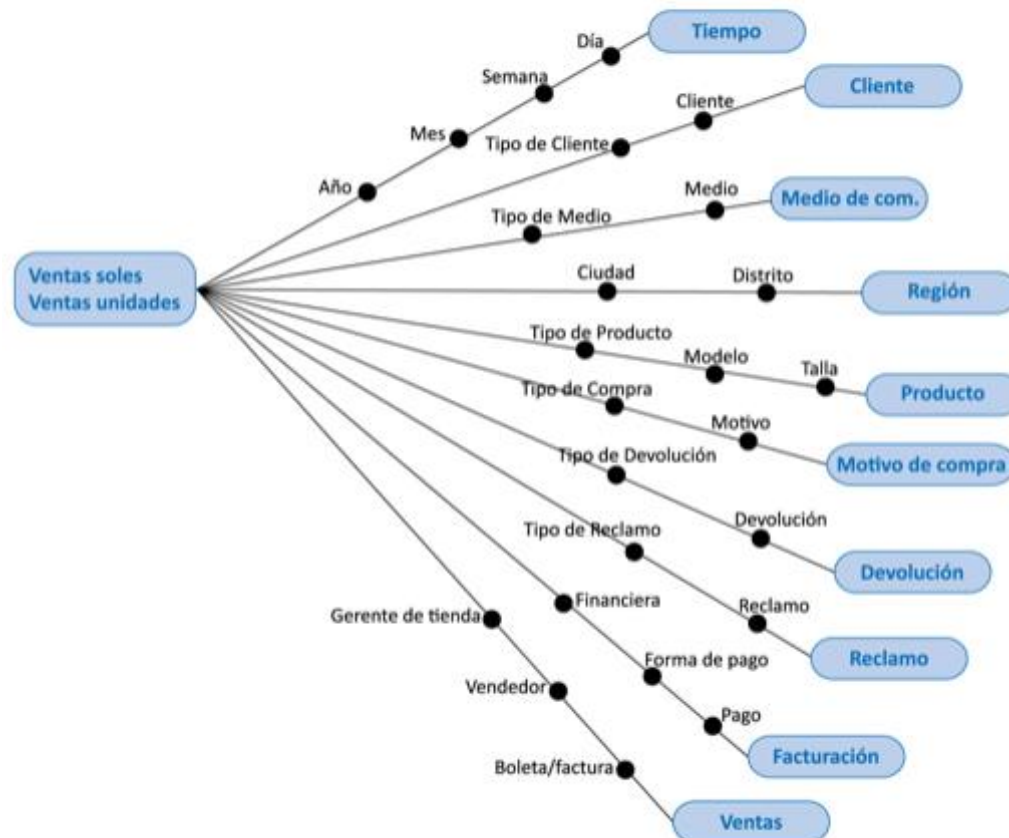 Día
Tiempo
Semana
Cliente
Cliente
Mes
Tipo de Cliente
Año
Medio
Medio de com.
Tipo de Medio
Ventas soles
Ventas unidades
Ciudad
Distrito
Región
Tipo de Producto
Modelo
Talla
Producto
Tipo de Compra
Motivo
Motivo de compra
Tipo de Devolución
Devolución
Devolución
Tipo de Reclamo
Reclamo
Reclamo
Financiera
Gerente de tienda
Forma de pago
Vendedor
Pago
Facturación
Boleta/factura
Ventas